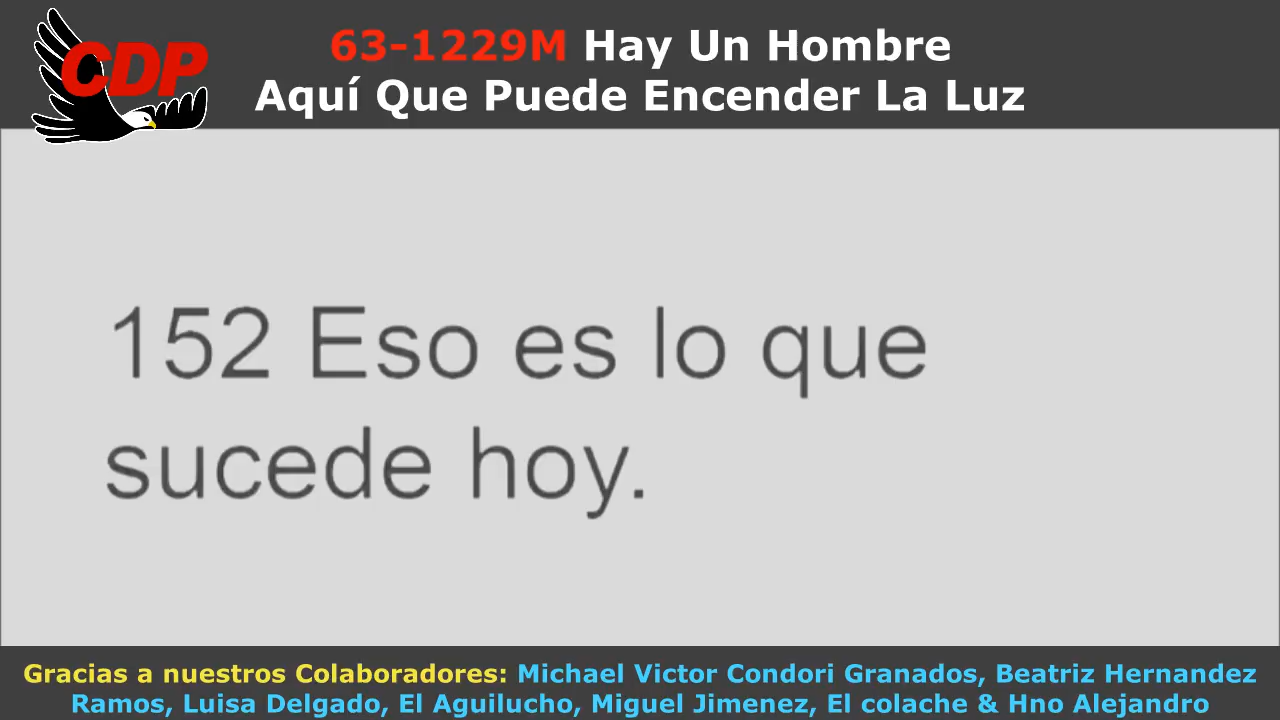 CDP
63-1229M Hay Un Hombre
Aquí Que Puede Encender La Luz
152 Eso es lo que
sucede hoy.
Gracias a nuestros Colaboradores: Michael Victor Condori Granados, Beatriz Hernandez
Ramos, Luisa Delgado, El Aguilucho, Miguel Jimenez, El colache & Hno Alejandro